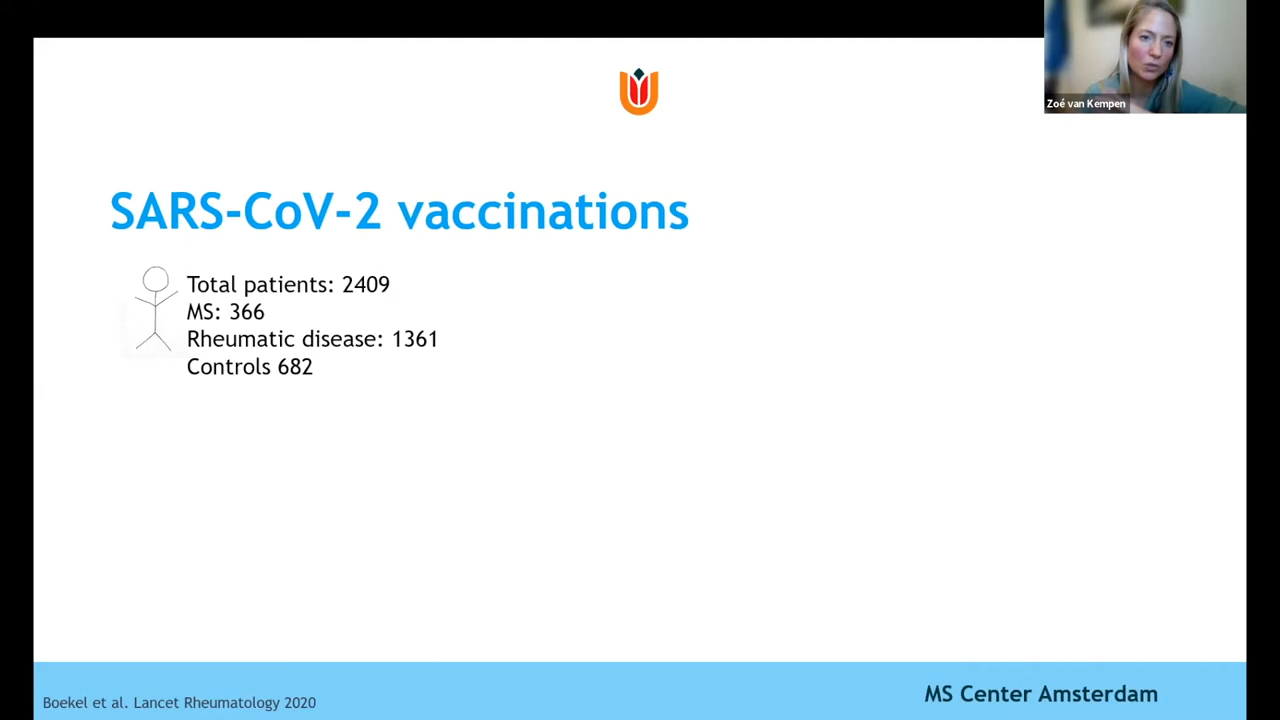 Zoé van Kempen
SARS-CoV-2 vaccinations
Total patients: 2409
MS: 366
Rheumatic disease: 1361
Controls 682
Boekel et al. Lancet Rheumatology 2020
MS Center Amsterdam